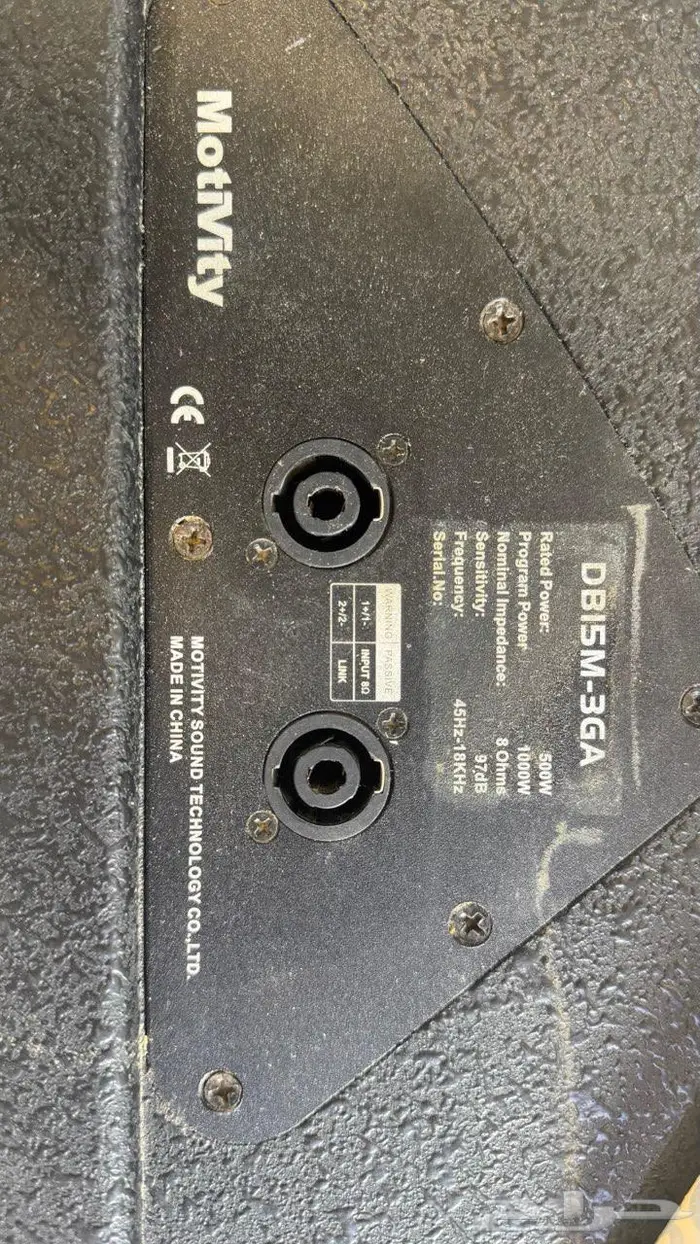 DB15M-3GA
Rated Power: 500W
Program Power 1000W
Nominal Impedance: 8 Ohms
Sensitivity: 97dB
Frequency: 45Hz-18KHz
Serial.No:
WARNING PASSIVE
1+/1- INPUT 8Ω
2+/2- LINK
MotiVity
CE
MOTIVITY SOUND TECHNOLOGY CO.,LTD.
MADE IN CHINA
حراج